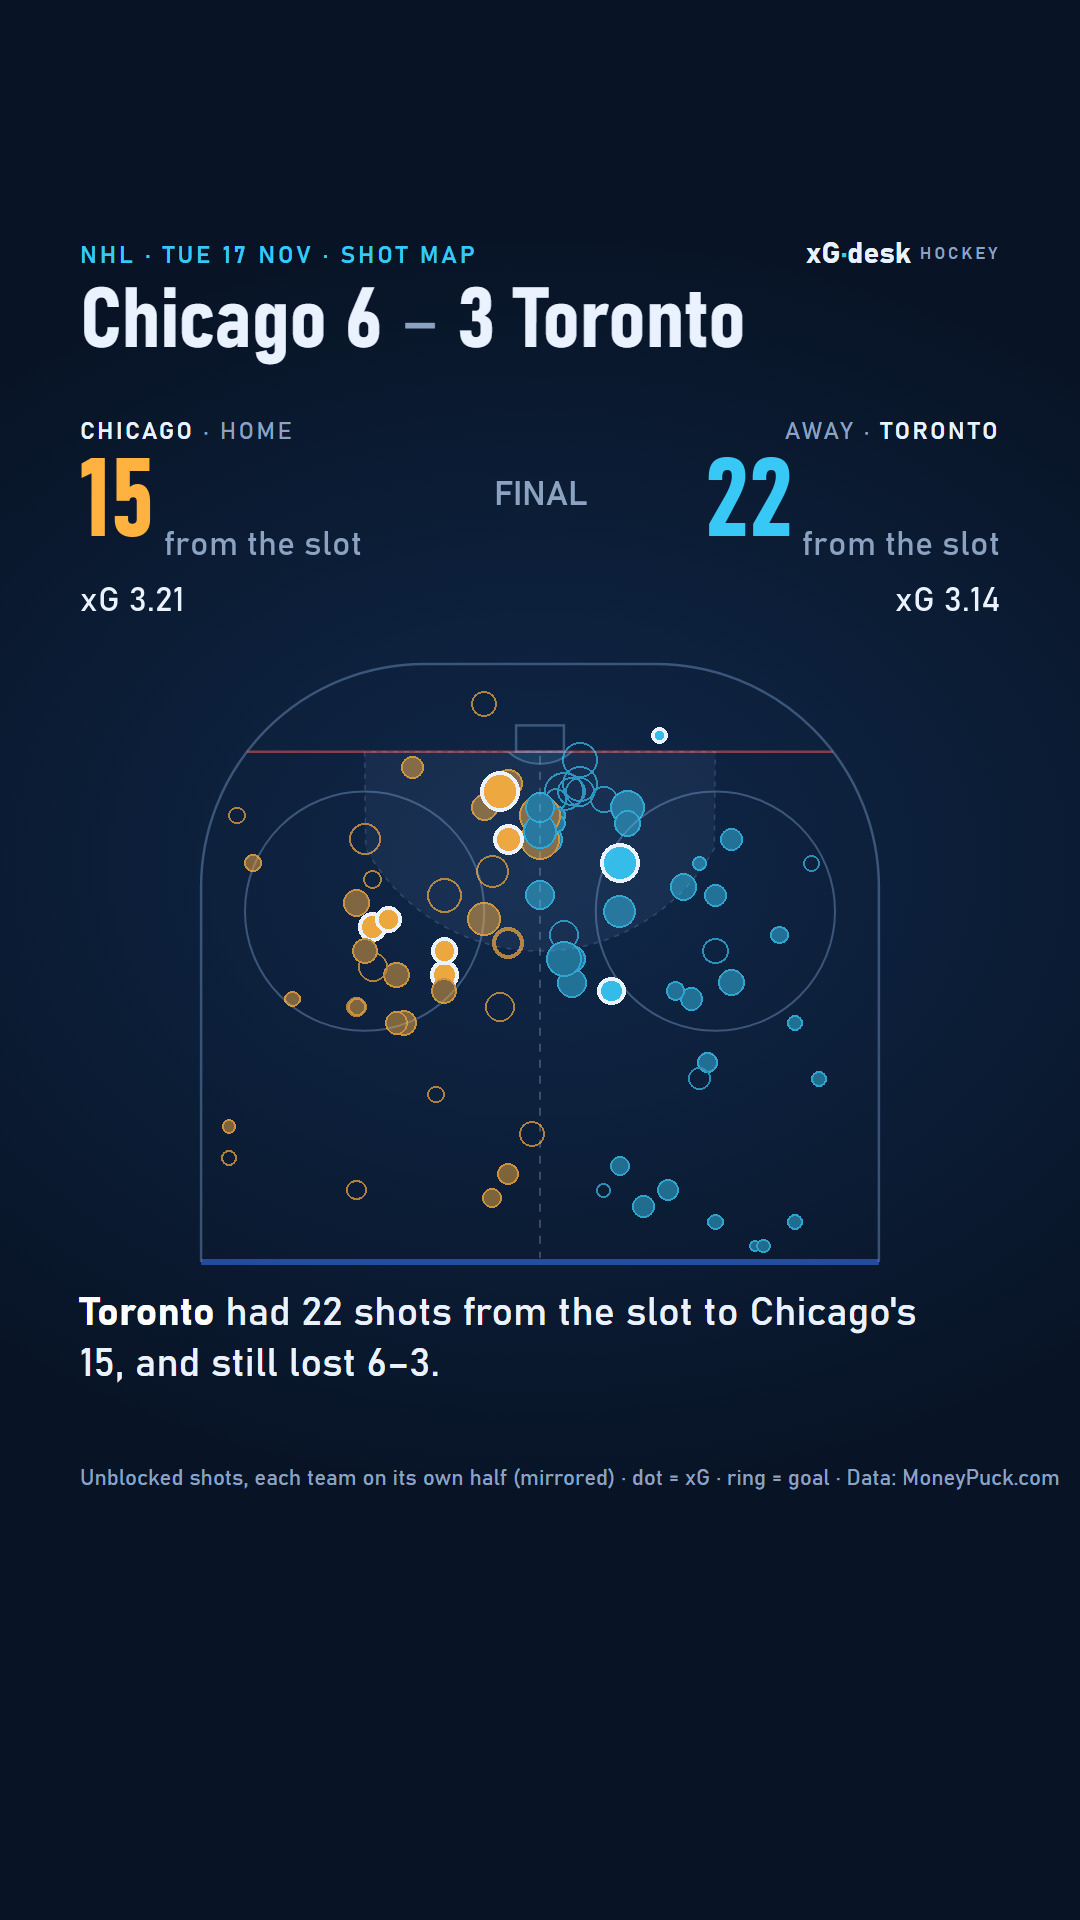 NHL · TUE 17 NOV · SHOT MAP
xG·desk HOCKEY
Chicago 6 – 3 Toronto
CHICAGO · HOME
AWAY · TORONTO
15 from the slot
FINAL
22 from the slot
xG 3.21
xG 3.14
Toronto had 22 shots from the slot to Chicago's
15, and still lost 6–3.
Unblocked shots, each team on its own half (mirrored) · dot = xG · ring = goal · Data: MoneyPuck.com